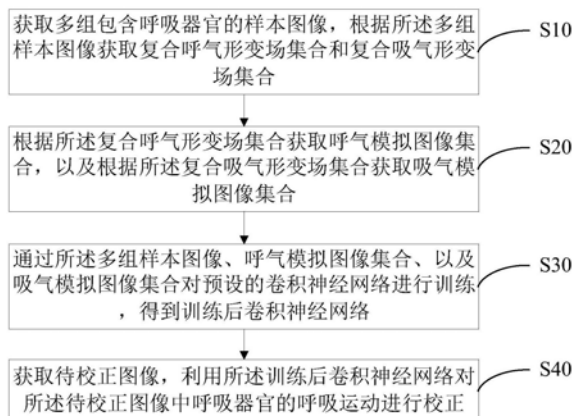 获取多组包含呼吸器官的样本图像，根据所述多组
样本图像获取复合呼气形变场集合和复合吸气形变
场集合
S10
根据所述复合呼气形变场集合获取呼气模拟图像集
合，以及根据所述复合吸气形变场集合获取吸气模
拟图像集合
S20
通过所述多组样本图像、呼气模拟图像集合、以及
吸气模拟图像集合对预设的卷积神经网络进行训练
，得到训练后卷积神经网络
S30
获取待校正图像，利用所述训练后卷积神经网络对
所述待校正图像中呼吸器官的呼吸运动进行校正
S40